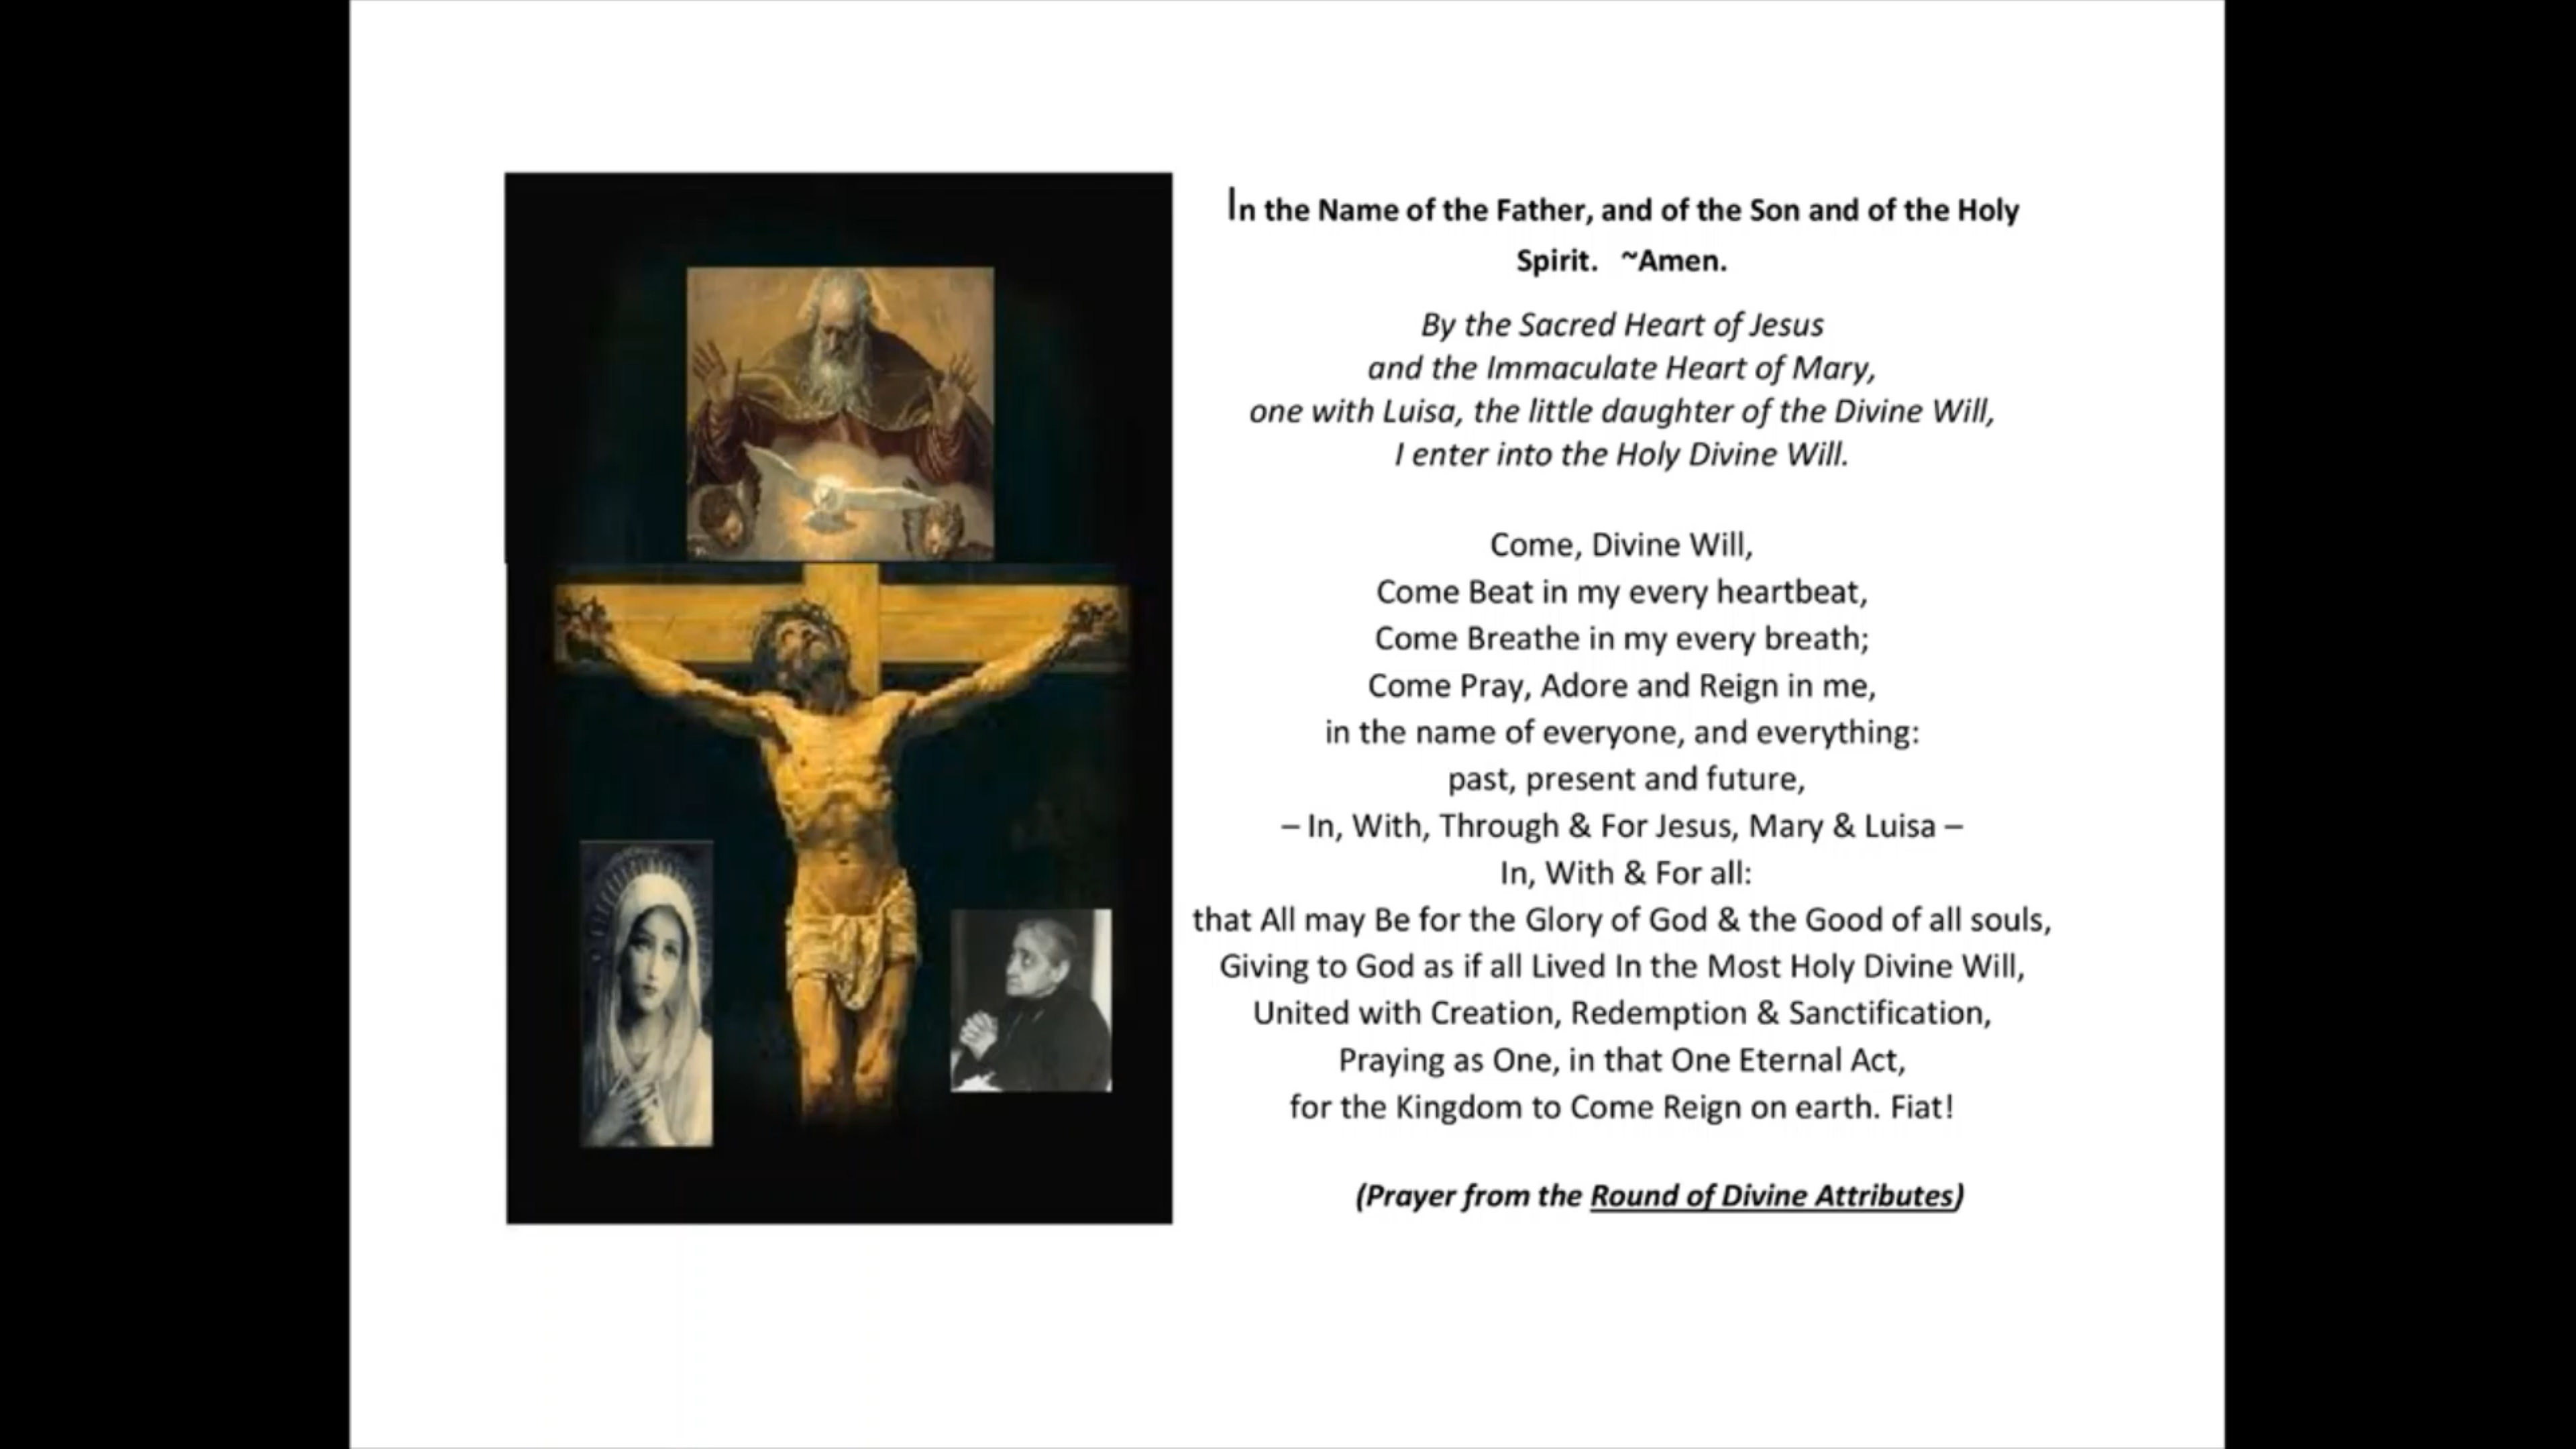 In the Name of the Father, and of the Son and of the Holy
Spirit. ~Amen.
By the Sacred Heart of Jesus
and the Immaculate Heart of Mary,
one with Luisa, the little daughter of the Divine Will,
I enter into the Holy Divine Will.
Come, Divine Will,
Come Beat in my every heartbeat,
Come Breathe in my every breath;
Come Pray, Adore and Reign in me,
in the name of everyone, and everything:
past, present and future,
– In, With, Through & For Jesus, Mary & Luisa –
In, With & For all:
that All may Be for the Glory of God & the Good of all souls,
Giving to God as if all Lived In the Most Holy Divine Will,
United with Creation, Redemption & Sanctification,
Praying as One, in that One Eternal Act,
for the Kingdom to Come Reign on earth. Fiat!
(Prayer from the Round of Divine Attributes)